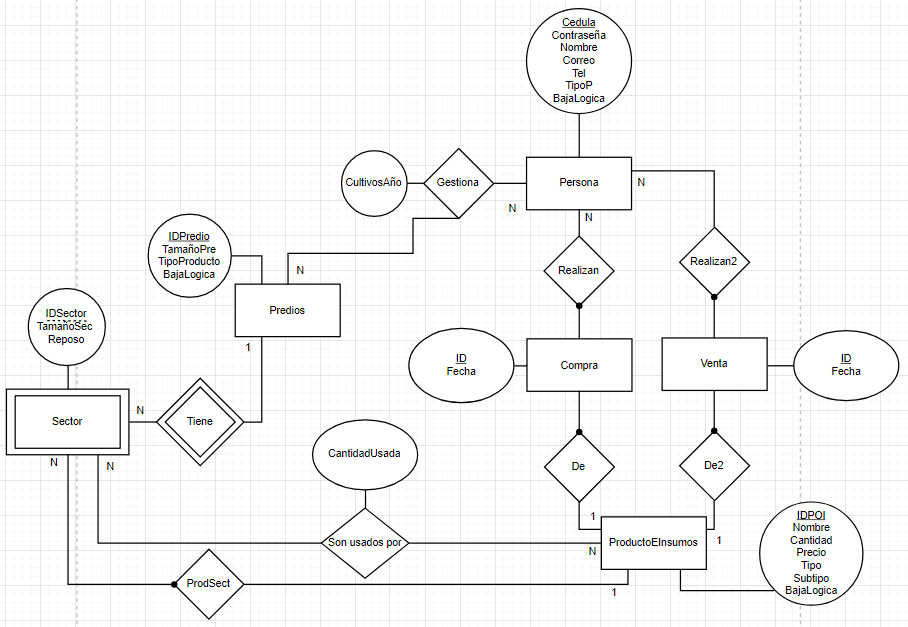 Cedula
Contraseña
Nombre
Correo
Tel
TipoP
BajaLogica
CultivosAño
Gestiona
Persona
N
N
N
IDPredio
TamañoPre
TipoProducto
BajaLogica
N
Realizan
Realizan2
Predios
1
IDSector
TamañoSec
Reposo
ID
Fecha
Compra
Venta
ID
Fecha
Sector
N
Tiene
N
N
CantidadUsada
De
De2
1
1
Son usados por
N
ProductoEInsumos
IDPOI
Nombre
Cantidad
Precio
Tipo
Subtipo
BajaLogica
ProdSect
1